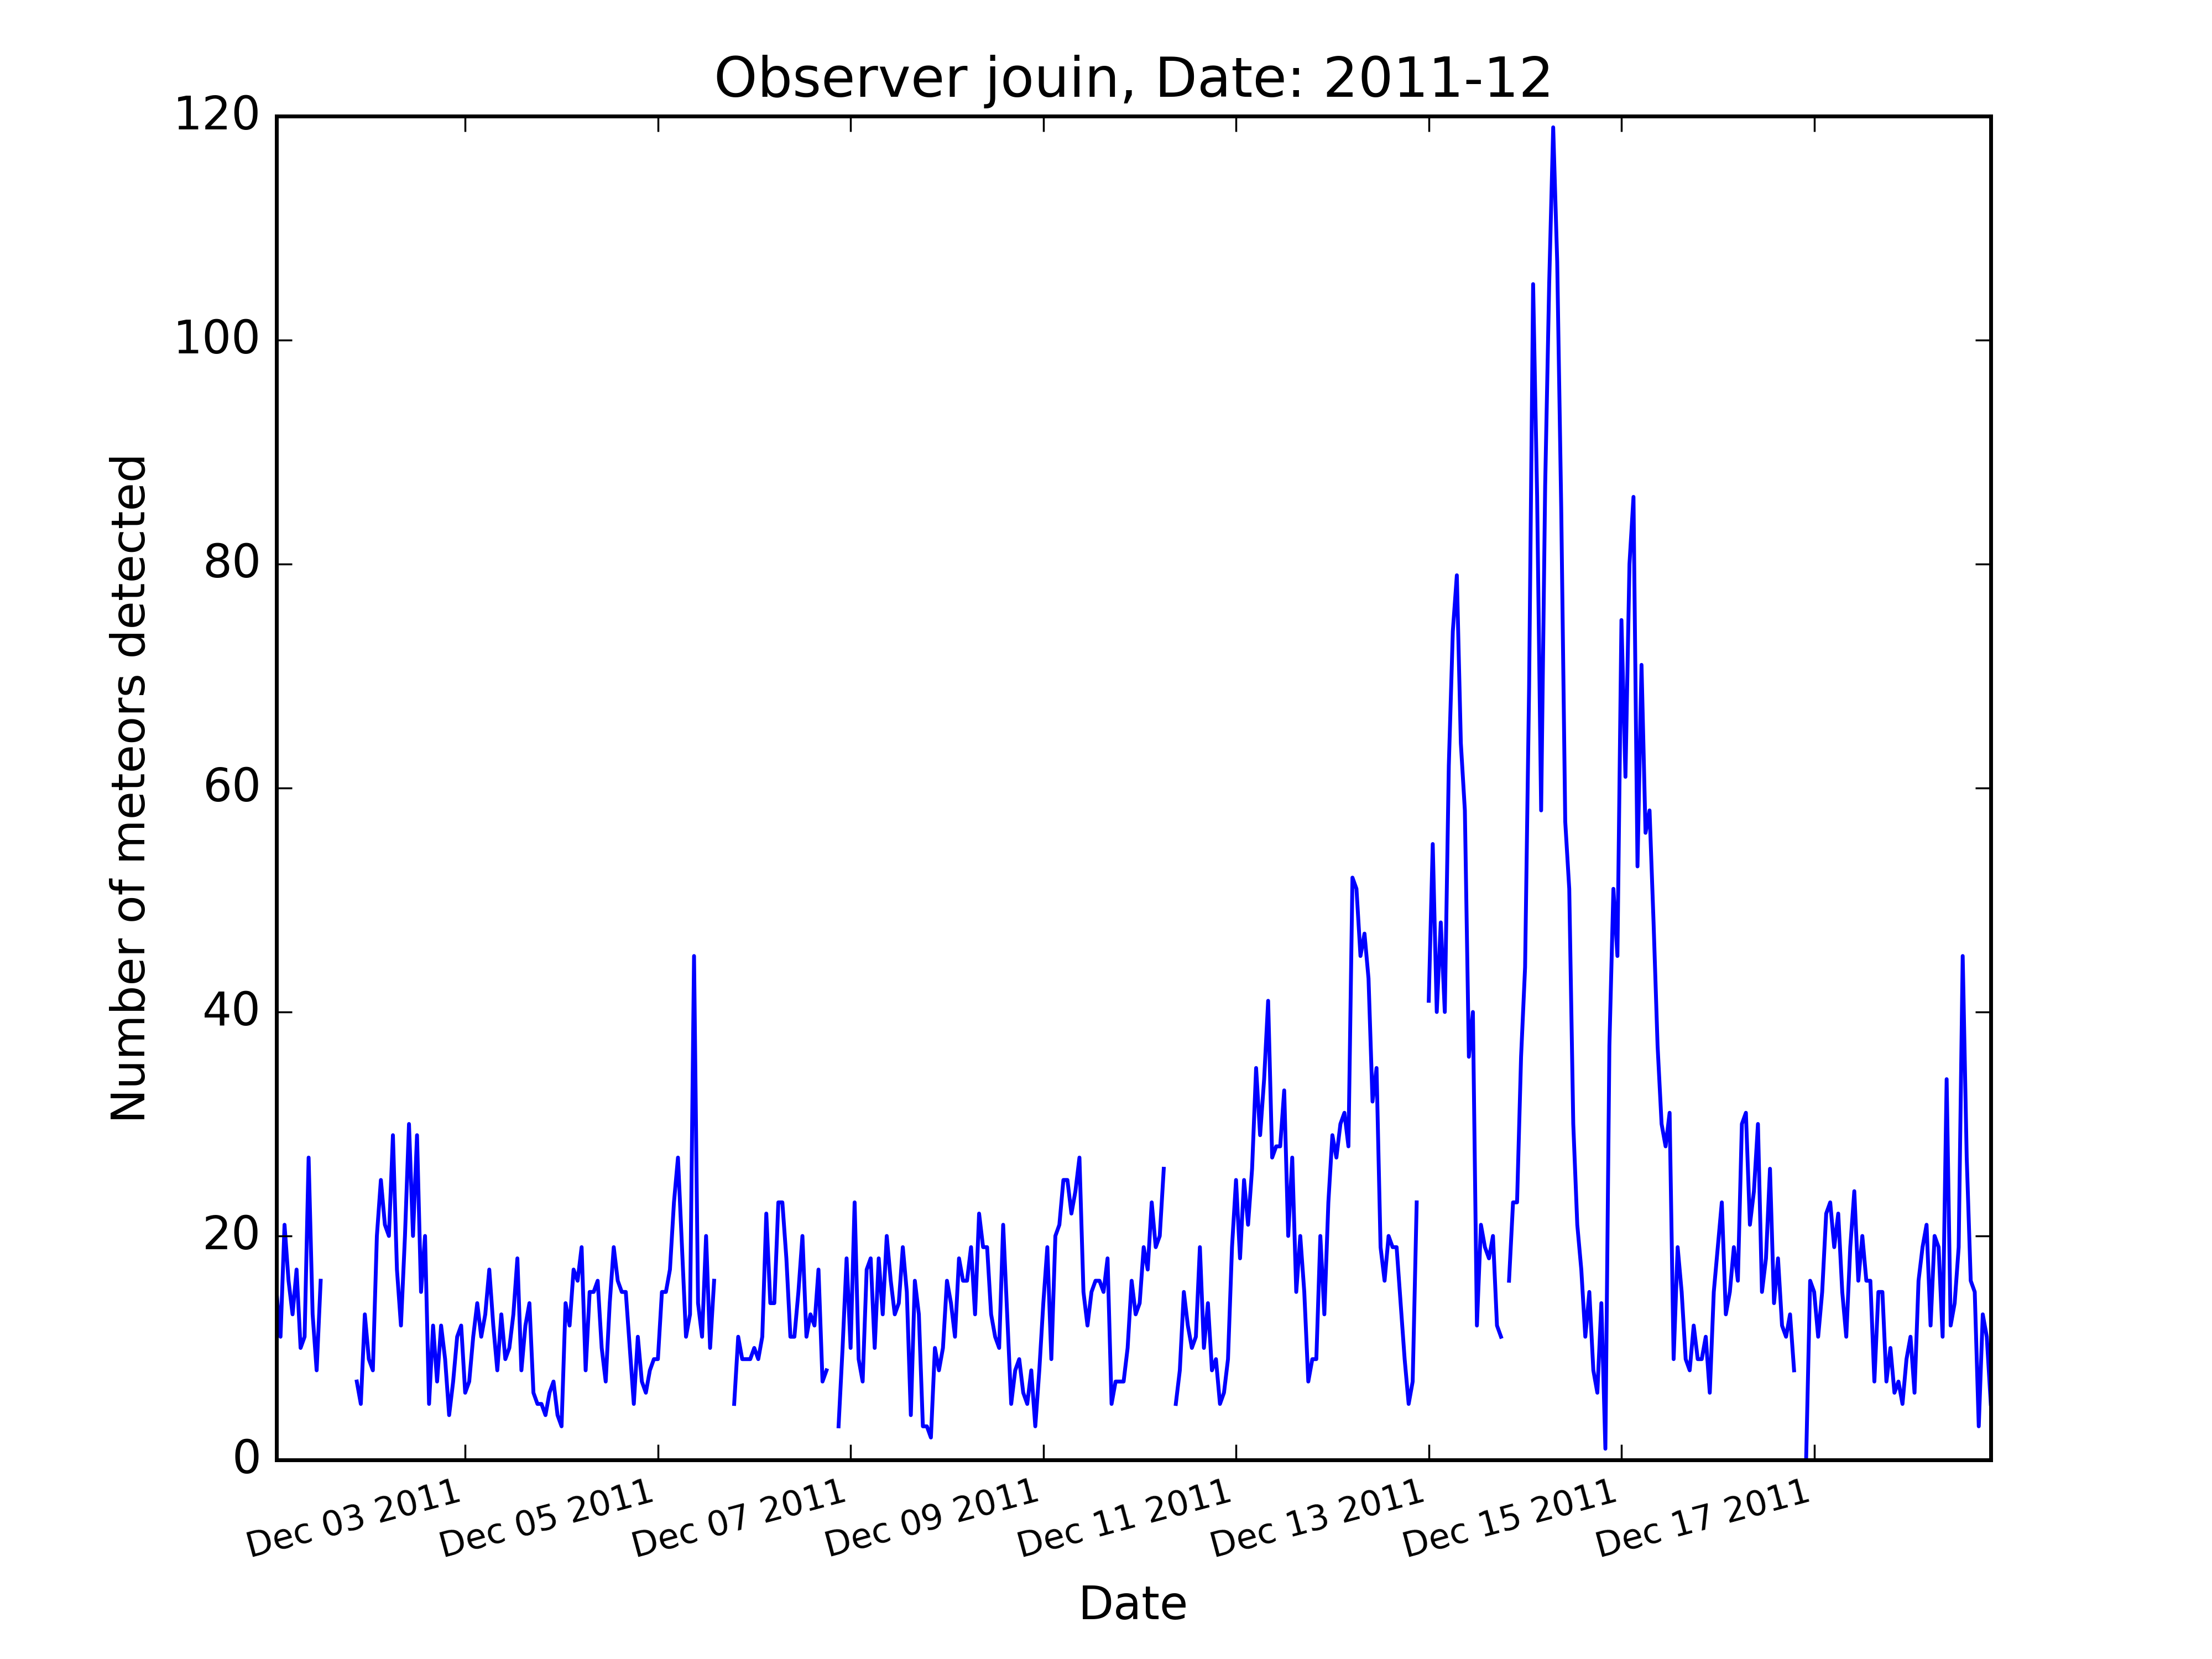 Observer jouin, Date: 2011-12
Number of meteors detected
120
100
80
60
40
20
0
Dec 03 2011
Dec 05 2011
Dec 07 2011
Dec 09 2011
Dec 11 2011
Dec 13 2011
Dec 15 2011
Dec 17 2011
Date